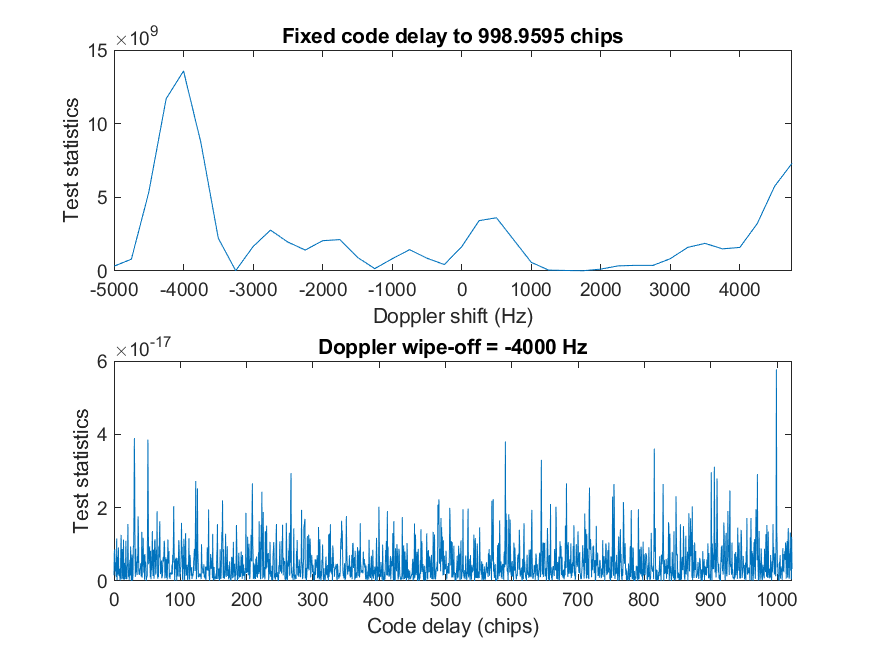 Fixed code delay to 998.9595 chips
×10^9
15
10
5
0
Test statistics
-5000 -4000 -3000 -2000 -1000 0 1000 2000 3000 4000
Doppler shift (Hz)
Doppler wipe-off = -4000 Hz
×10^-17
6
4
2
0
Test statistics
0 100 200 300 400 500 600 700 800 900 1000
Code delay (chips)